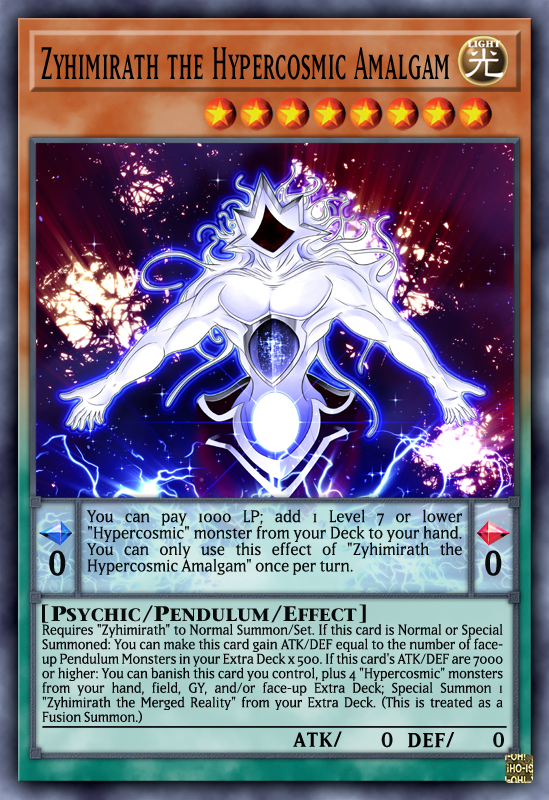 Zyhimirath the Hypercosmic Amalgam
LIGHT
光
You can pay 1000 LP; add 1 Level 7 or lower
"Hypercosmic" monster from your Deck to your hand.
You can only use this effect of "Zyhimirath the
Hypercosmic Amalgam" once per turn.
0
0
[Psychic/Pendulum/Effect]
Requires "Zyhimirath" to Normal Summon/Set. If this card is Normal or Special
Summoned: You can make this card gain ATK/DEF equal to the number of face-
up Pendulum Monsters in your Extra Deck x 500. If this card's ATK/DEF are 7000
or higher: You can banish this card you control, plus 4 "Hypercosmic" monsters
from your hand, field, GY, and/or face-up Extra Deck; Special Summon 1
"Zyhimirath the Merged Reality" from your Extra Deck. (This is treated as a
Fusion Summon.)
ATK/ 0 DEF/ 0